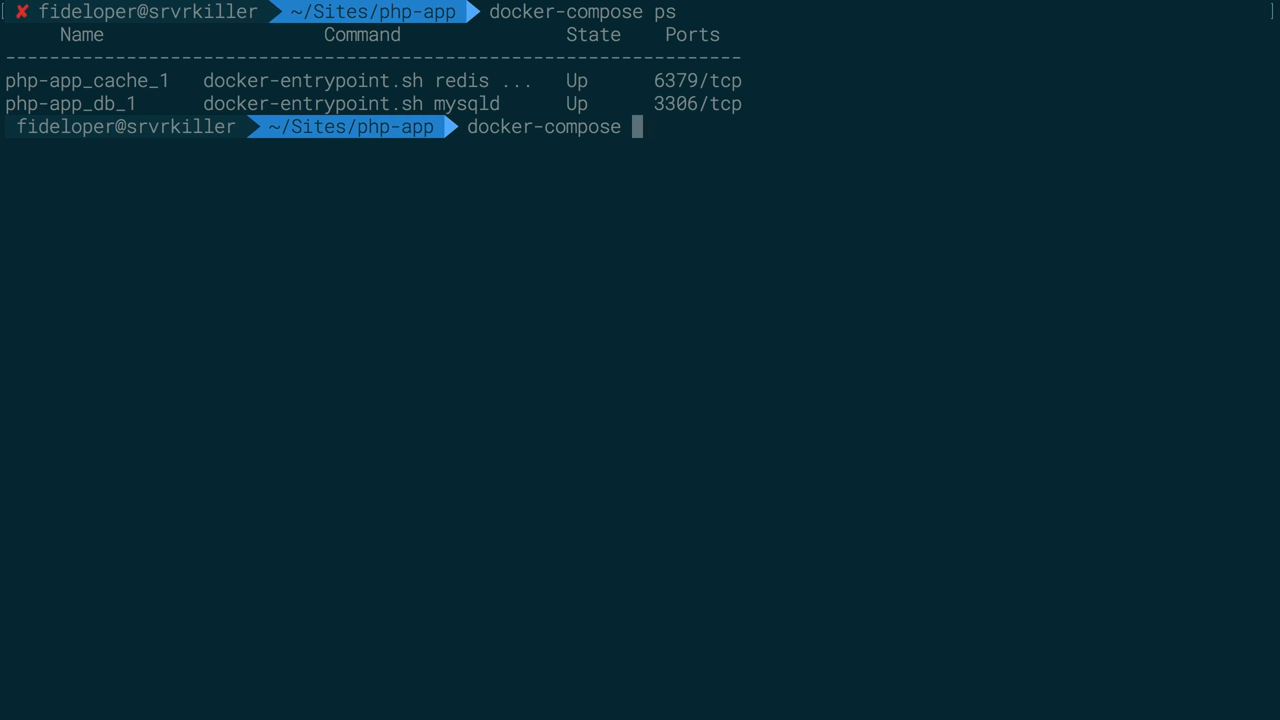 [ ✘ fideloper@srvrkiller ~/Sites/php-app docker-compose ps ]
Name Command State Ports
-------------------------------------------------------------------
php-app_cache_1 docker-entrypoint.sh redis ... Up 6379/tcp
php-app_db_1 docker-entrypoint.sh mysqld Up 3306/tcp
fideloper@srvrkiller ~/Sites/php-app docker-compose